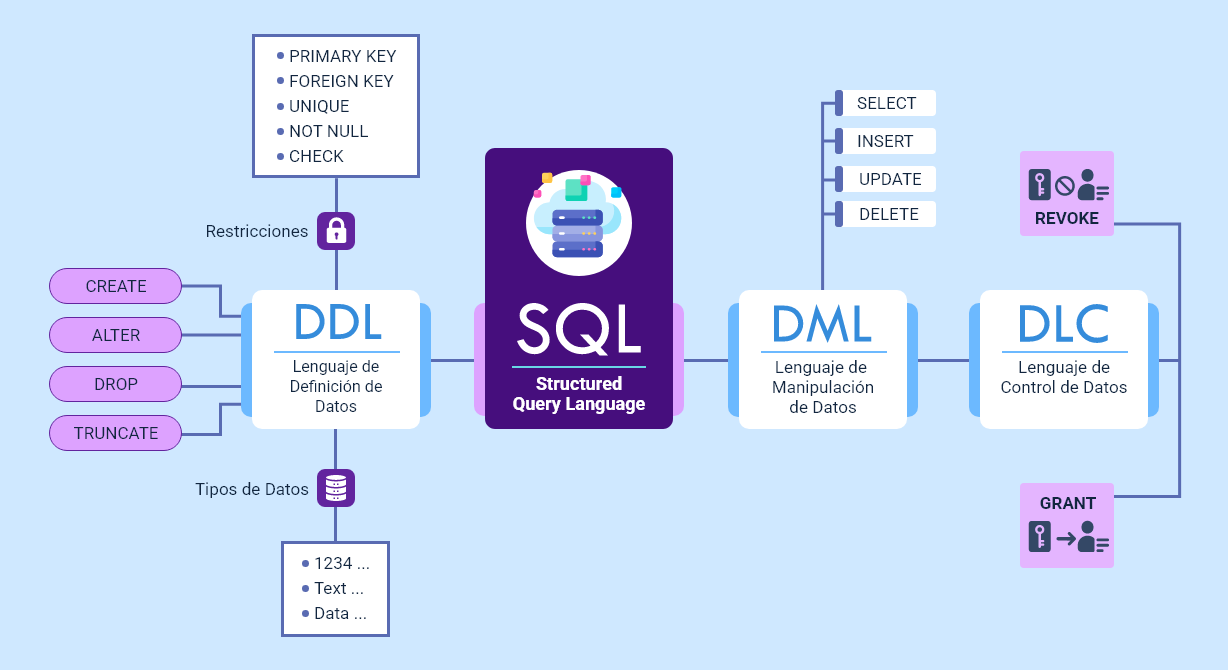 PRIMARY KEY
FOREIGN KEY
UNIQUE
NOT NULL
CHECK
Restricciones
CREATE
ALTER
DROP
TRUNCATE
DDL
Lenguaje de
Definición de
Datos
Tipos de Datos
1234 ...
Text ...
Data ...
SQL
Structured
Query Language
SELECT
INSERT
UPDATE
DELETE
DML
Lenguaje de
Manipulación
de Datos
REVOKE
DLC
Lenguaje de
Control de Datos
GRANT